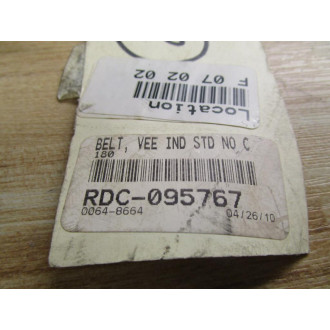 Location
F 07 02 02
BELT, VEE IND STD NO C
180
RDC-095767
0064-8664 04/26/10